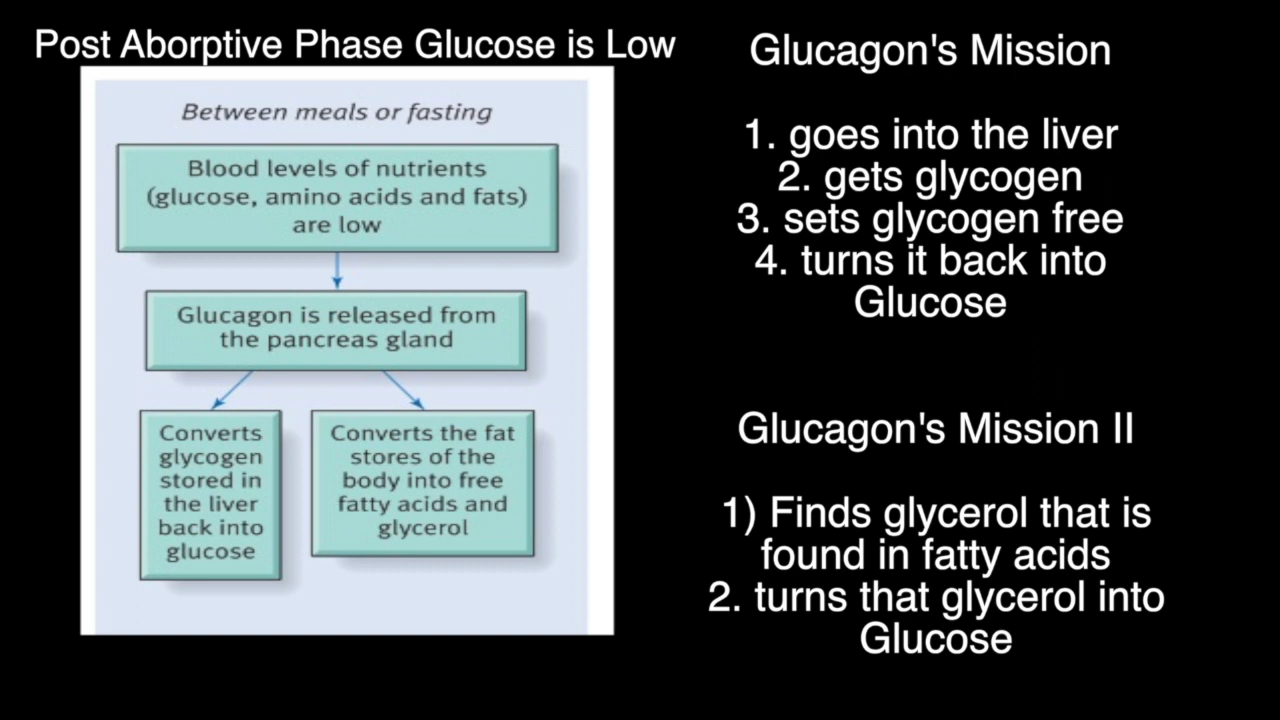 Post Aborptive Phase Glucose is Low
Between meals or fasting
Blood levels of nutrients
(glucose, amino acids and fats)
are low
Glucagon is released from
the pancreas gland
Converts
glycogen
stored in
the liver
back into
glucose
Converts the fat
stores of the
body into free
fatty acids and
glycerol
Glucagon's Mission
1. goes into the liver
2. gets glycogen
3. sets glycogen free
4. turns it back into
Glucose
Glucagon's Mission II
1) Finds glycerol that is
found in fatty acids
2. turns that glycerol into
Glucose